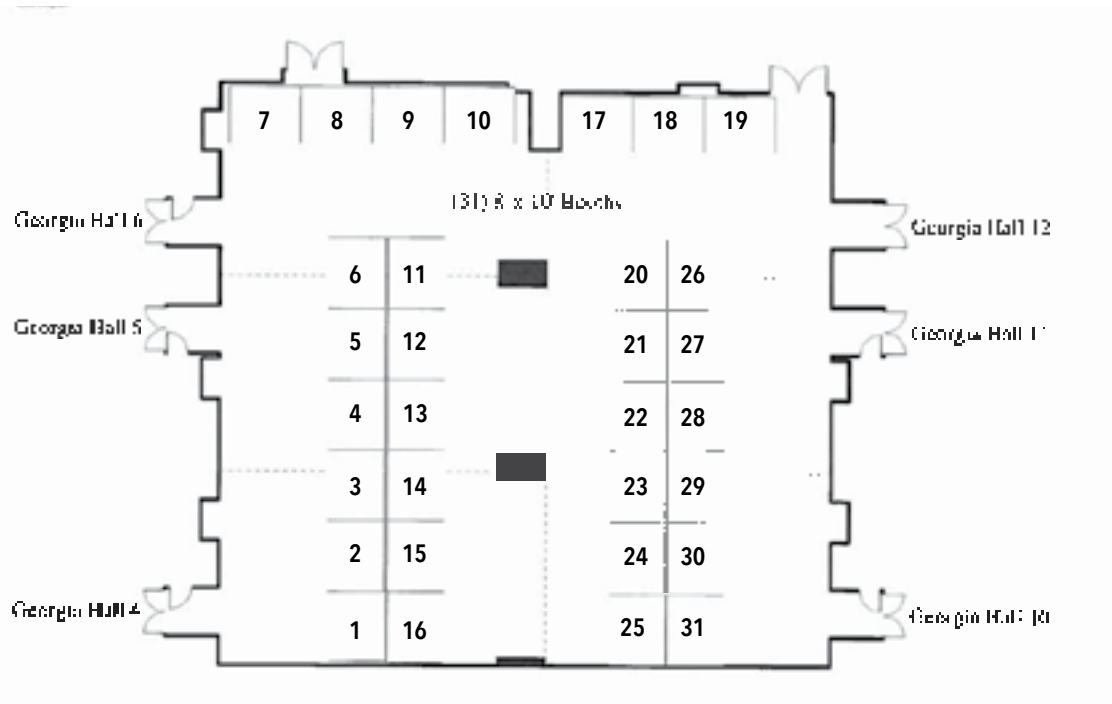 7 8 9 10 17 18 19
(31) 8 x 10' Booths
Georgia Hall 6
Georgia Hall 12
6 11 20 26
Georgia Hall 5
Georgia Hall
5 12 21 27
4 13 22 28
3 14 23 29
2 15 24 30
Georgia Hall 4
Georgia Hall 10
1 16 25 31